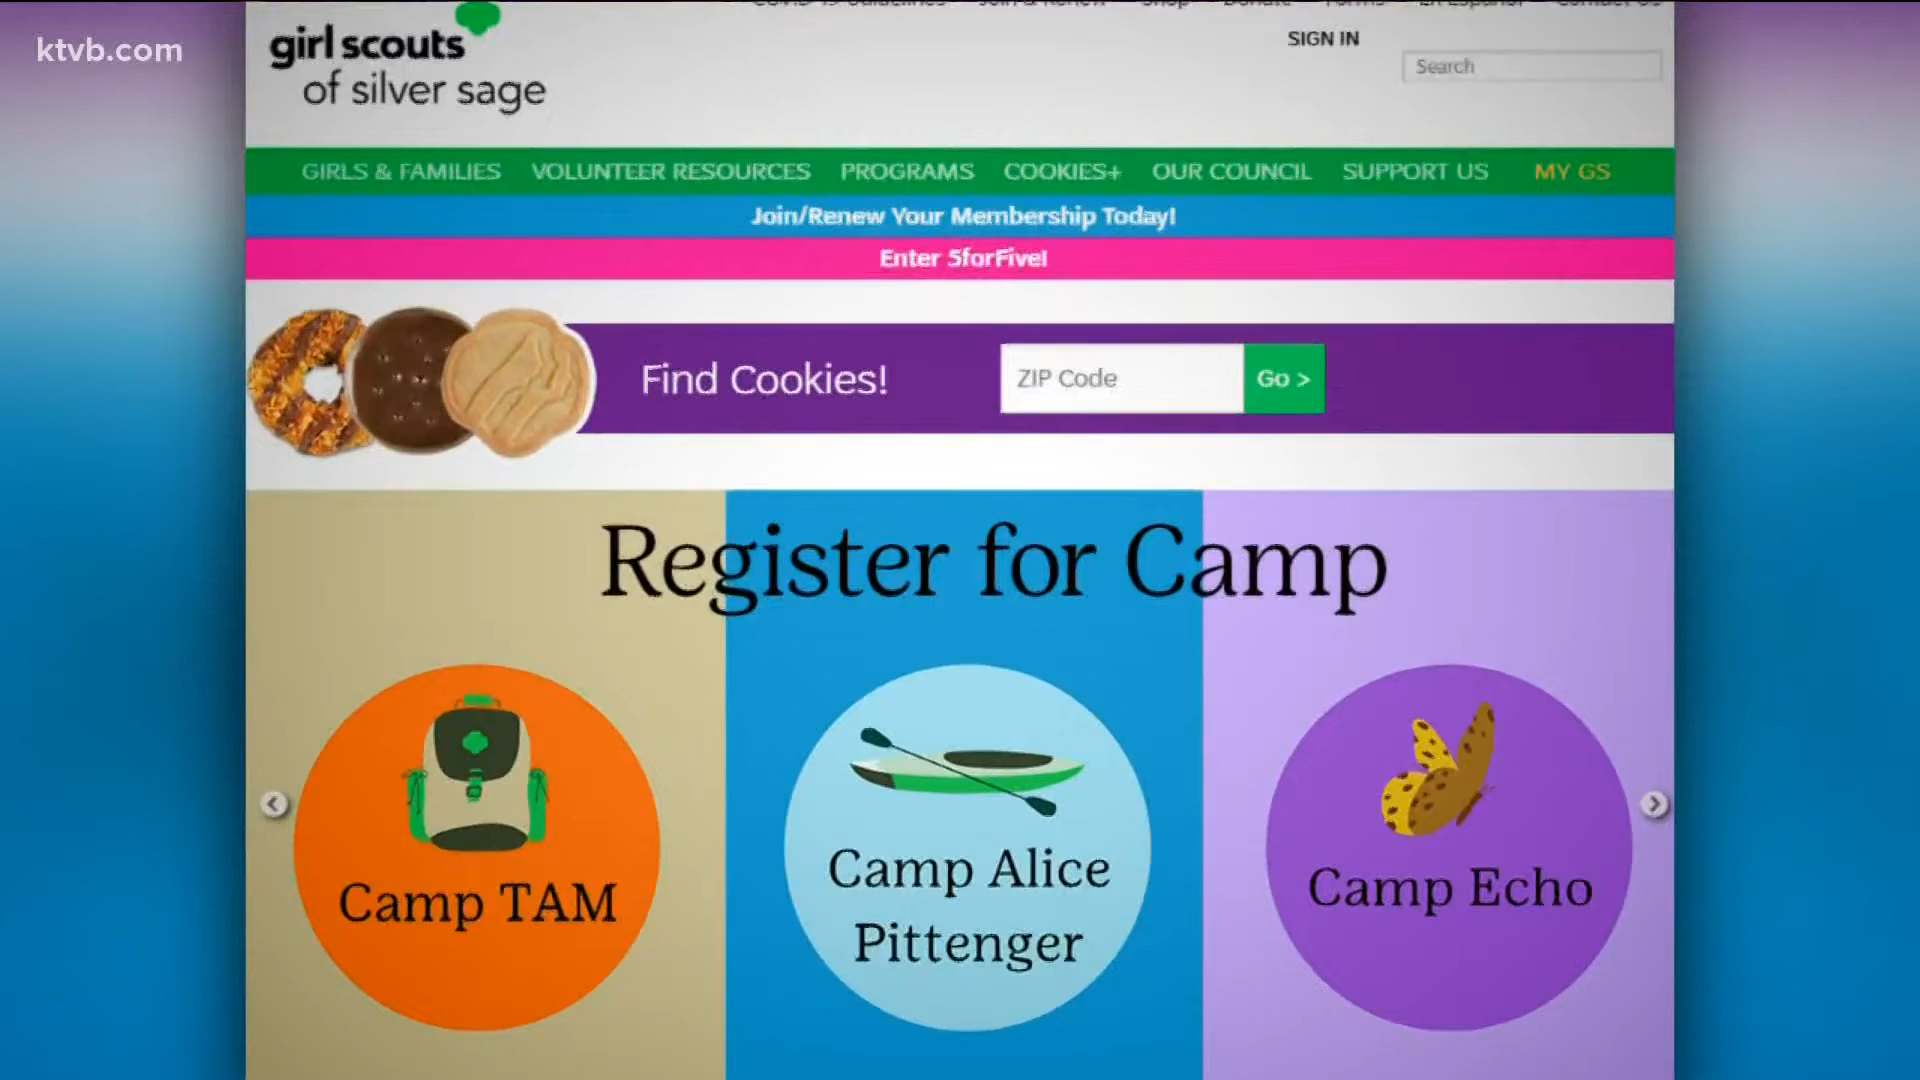 ktvb.com
girl scouts
of silver sage
SIGN IN
Search
GIRLS & FAMILIES VOLUNTEER RESOURCES PROGRAMS COOKIES+ OUR COUNCIL SUPPORT US MY GS
Join/Renew Your Membership Today!
Enter 5forFive!
Find Cookies!
ZIP Code
Go >
Register for Camp
Camp TAM
Camp Alice
Pittenger
Camp Echo